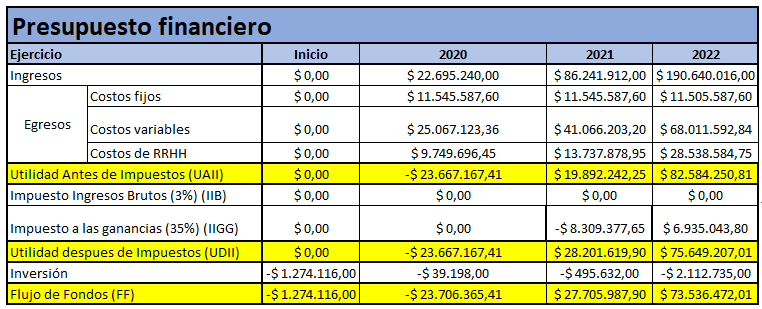 Presupuesto financiero
Ejercicio Inicio 2020 2021 2022
Ingresos $ 0,00 $ 22.695.240,00 $ 86.241.912,00 $ 190.640.016,00
Egresos
Costos fijos $ 0,00 $ 11.545.587,60 $ 11.545.587,60 $ 11.505.587,60
Costos variables $ 0,00 $ 25.067.123,36 $ 41.066.203,20 $ 68.011.592,84
Costos de RRHH $ 0,00 $ 9.749.696,45 $ 13.737.878,95 $ 28.538.584,75
Utilidad Antes de Impuestos (UAII) $ 0,00 -$ 23.667.167,41 $ 19.892.242,25 $ 82.584.250,81
Impuesto Ingresos Brutos (3%) (IIB) $ 0,00 $ 0,00 $ 0,00 $ 0,00
Impuesto a las ganancias (35%) (IIGG) $ 0,00 $ 0,00 -$ 8.309.377,65 $ 6.935.043,80
Utilidad despues de Impuestos (UDII) $ 0,00 -$ 23.667.167,41 $ 28.201.619,90 $ 75.649.207,01
Inversión -$ 1.274.116,00 -$ 39.198,00 -$ 495.632,00 -$ 2.112.735,00
Flujo de Fondos (FF) -$ 1.274.116,00 -$ 23.706.365,41 $ 27.705.987,90 $ 73.536.472,01